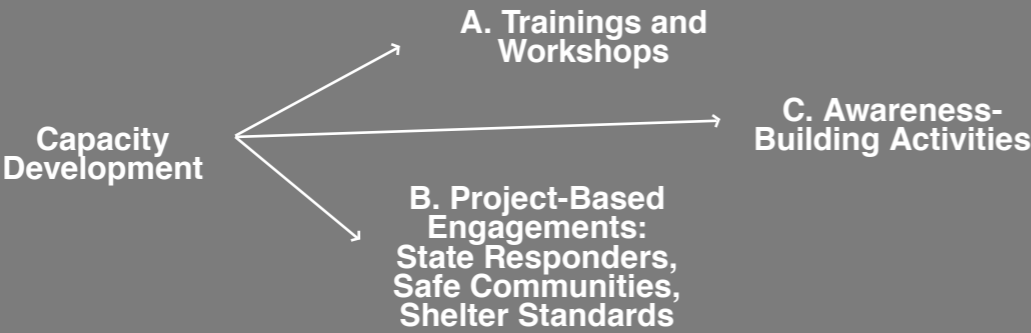 Capacity
Development
A. Trainings and
Workshops
C. Awareness-
Building Activities
B. Project-Based
Engagements:
State Responders,
Safe Communities,
Shelter Standards